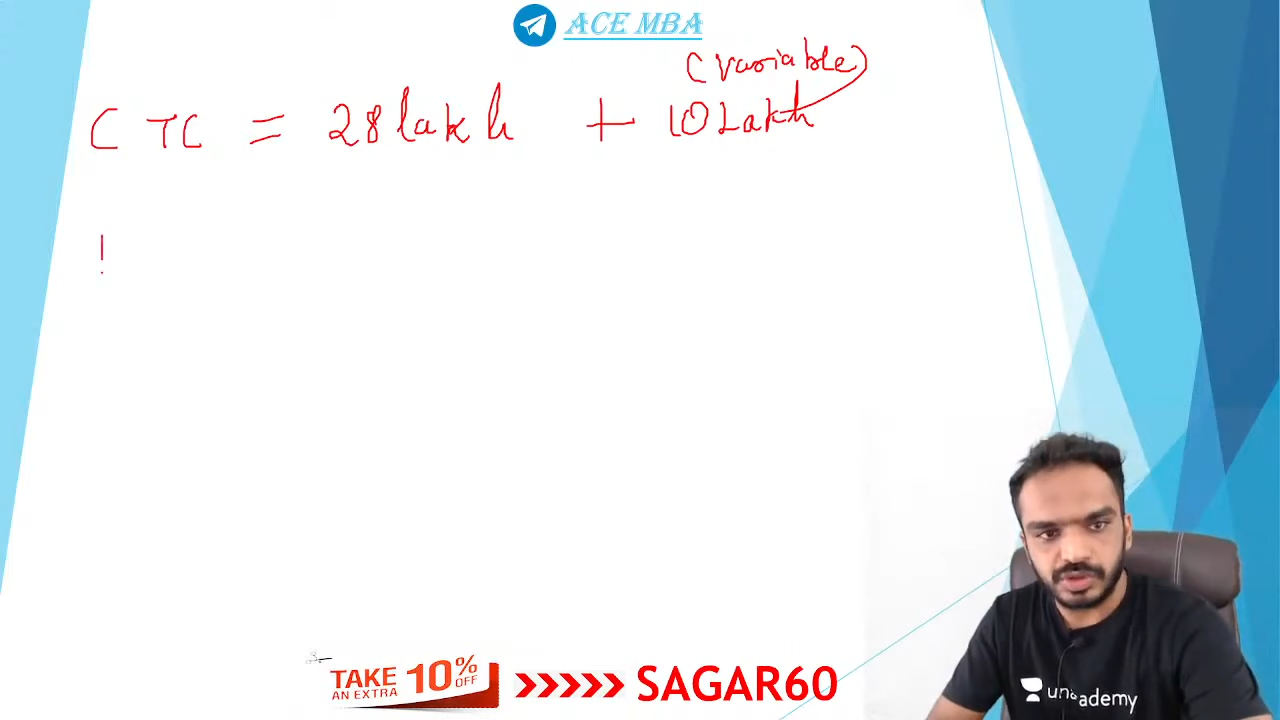 ACE MBA
(variable)
CTC = 28 lakh + 10 Lakh
!
TAKE 10% OFF
AN EXTRA
>>>>> SAGAR60
unacademy